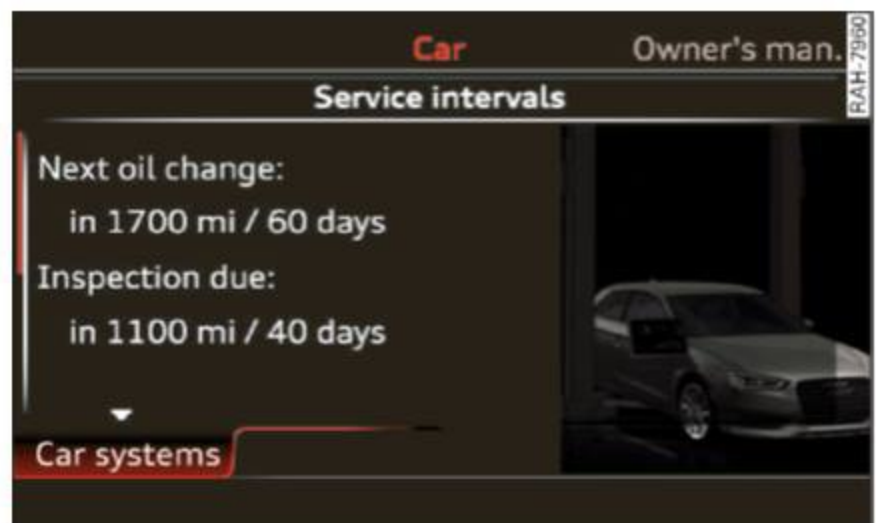 Car
Owner's man.
RAH-7960
Service intervals
Next oil change:
in 1700 mi / 60 days
Inspection due:
in 1100 mi / 40 days
Car systems